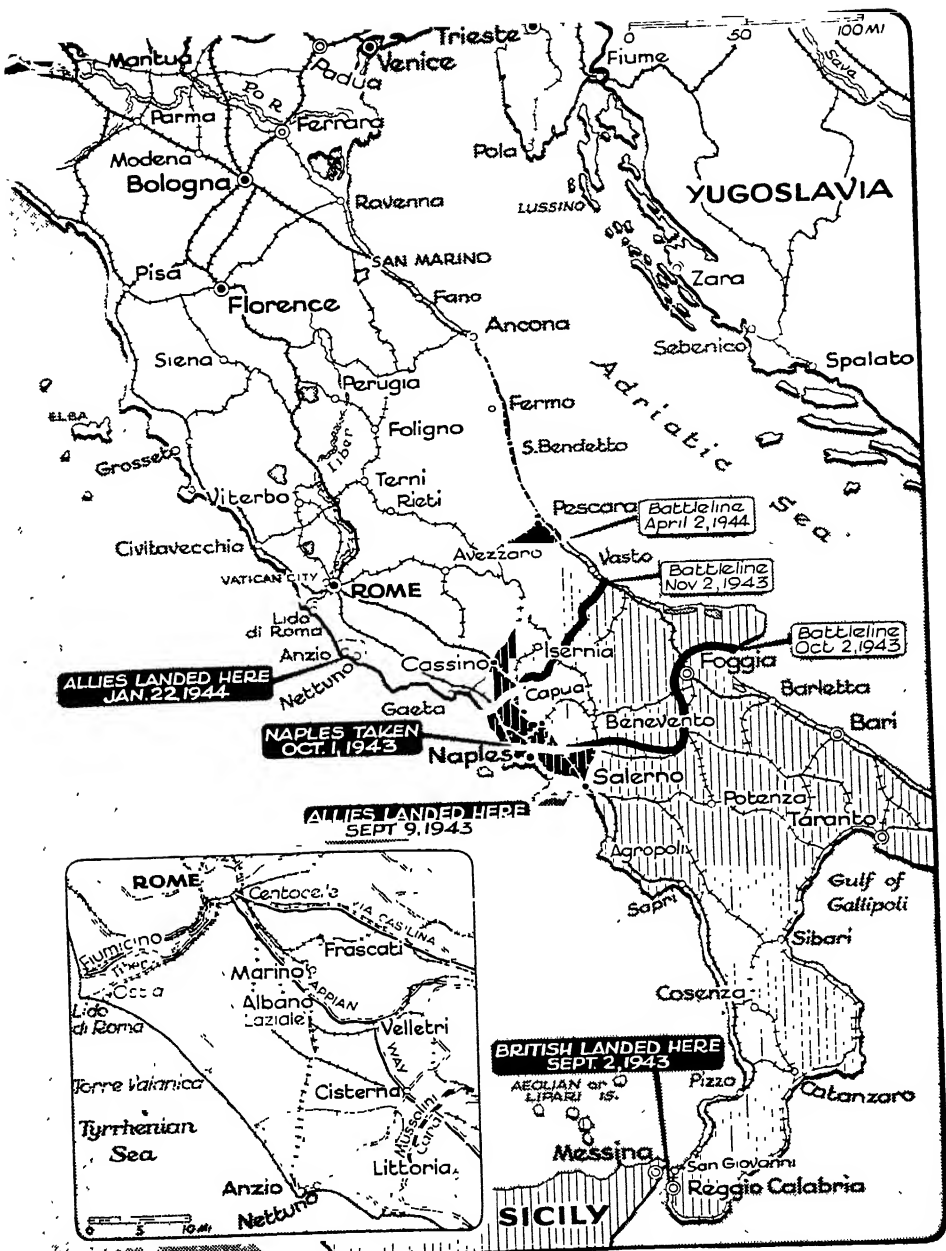 0 50 100 MI
Trieste
Mantua
Padua
Venice
Fiume
Sava
Po R.
Parma
Ferrara
Modena
Bologna
Pola
LUSSINO
YUGOSLAVIA
Ravenna
Pisa
SAN MARINO
Zara
Florence
Fano
Ancona
Siena
Sebenico
Spalato
Perugia
Adriatic Sea
ELBA
Fermo
Foligno
S. Bendetto
Grosseto
Terni
Rieti
Viterbo
Pescara
Battleline
April 2, 1944
Civitavecchia
Avezzaro
Vasto
VATICAN CITY
ROME
Battleline
Nov 2, 1943
Lido
di Roma
Anzio
Nettuno
Cassino
Isernia
Battleline
Oct 2, 1943
Foggia
ALLIES LANDED HERE
JAN. 22, 1944
Gaeta
Capua
Barletta
Benevento
Bari
NAPLES TAKEN
OCT. 1, 1943
Naples
Salerno
Potenza
ALLIES LANDED HERE
SEPT 9, 1943
Taranto
Agropoli
Sapri
Gulf of
Gallipoli
Sibari
Cosenza
BRITISH LANDED HERE
SEPT. 2, 1943
AEOLIAN or
LIPARI IS.
Pizzo
Catanzaro
Messina
San Giovanni
Reggio Calabria
SICILY
ROME
Centocele
VIA CASILINA
Fiumicino
Tiber
Ostia
Frascati
Marino
APPIAN WAY
Albano
Laziale
Lido
di Roma
Velletri
Torre Vaianica
Cisterna
Mussolini
Canal
Tyrrhenian
Sea
Littoria
Anzio
Nettuno
0 5 10 MI